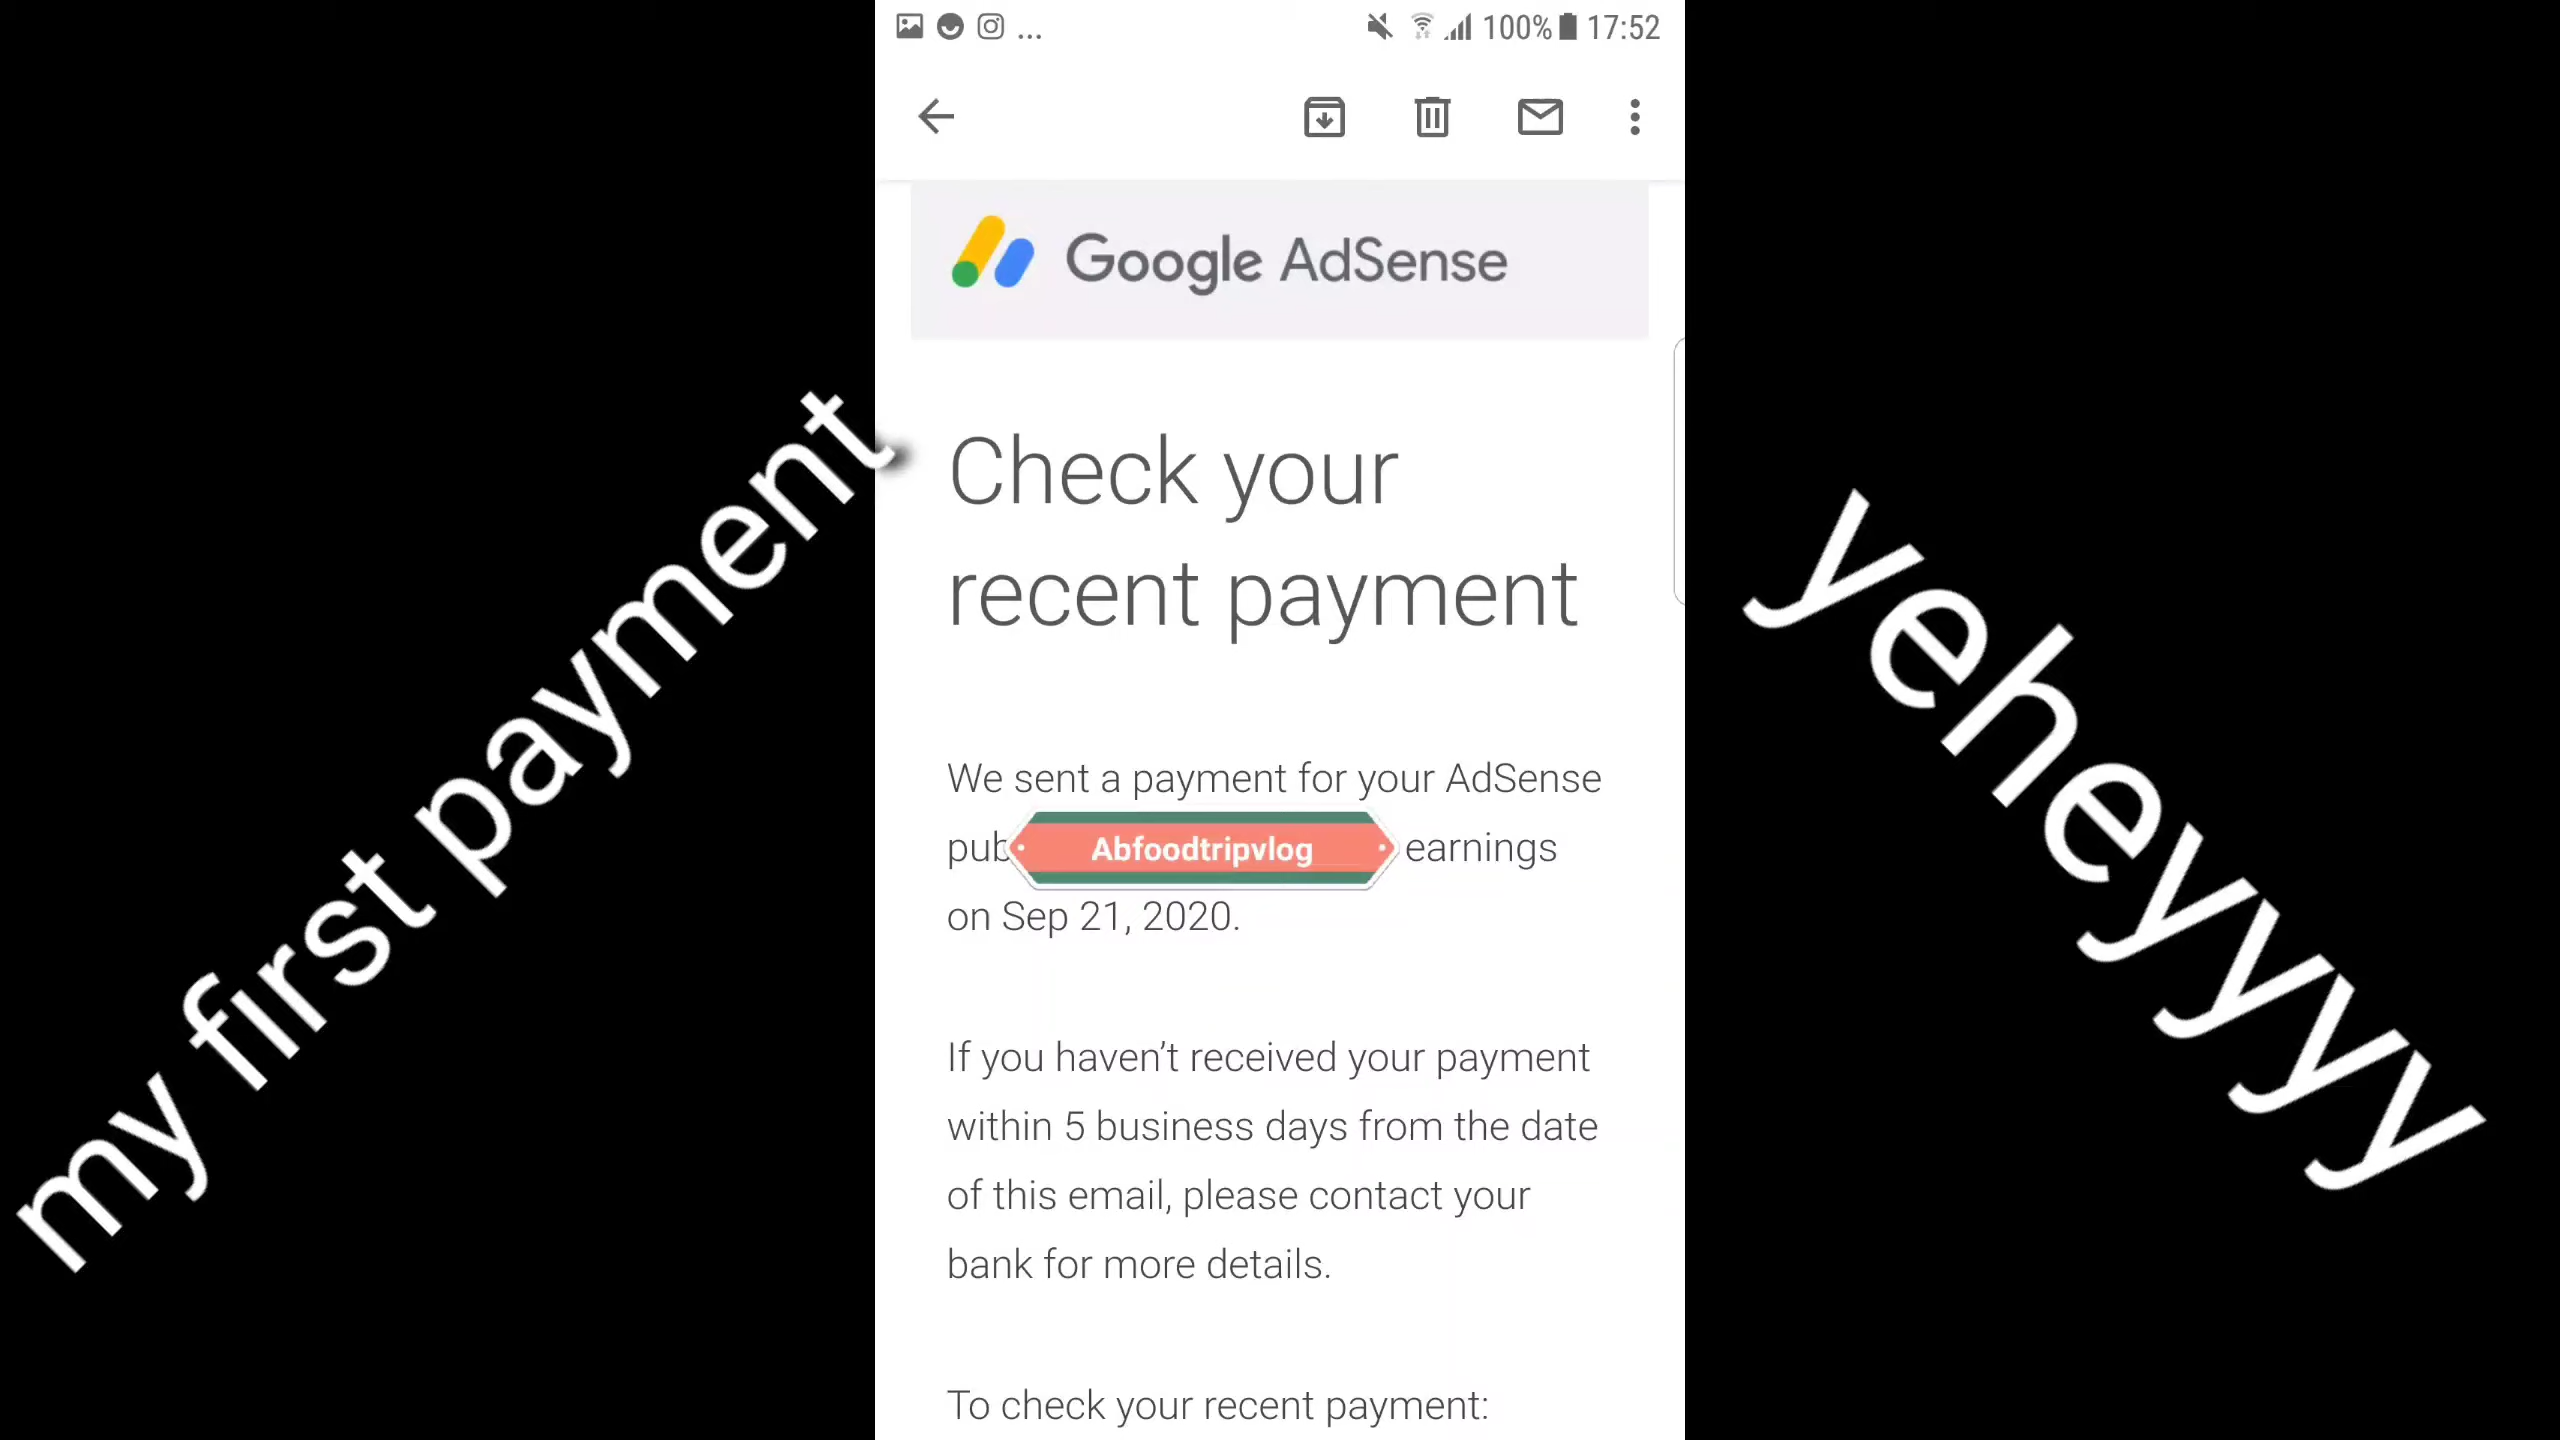 ... 100% 17:52
Google AdSense
Check your
recent payment
We sent a payment for your AdSense
Abfoodtripvlog earnings
on Sep 21, 2020.
If you haven’t received your payment
within 5 business days from the date
of this email, please contact your
bank for more details.
To check your recent payment:
my first payment
yeheyyyy